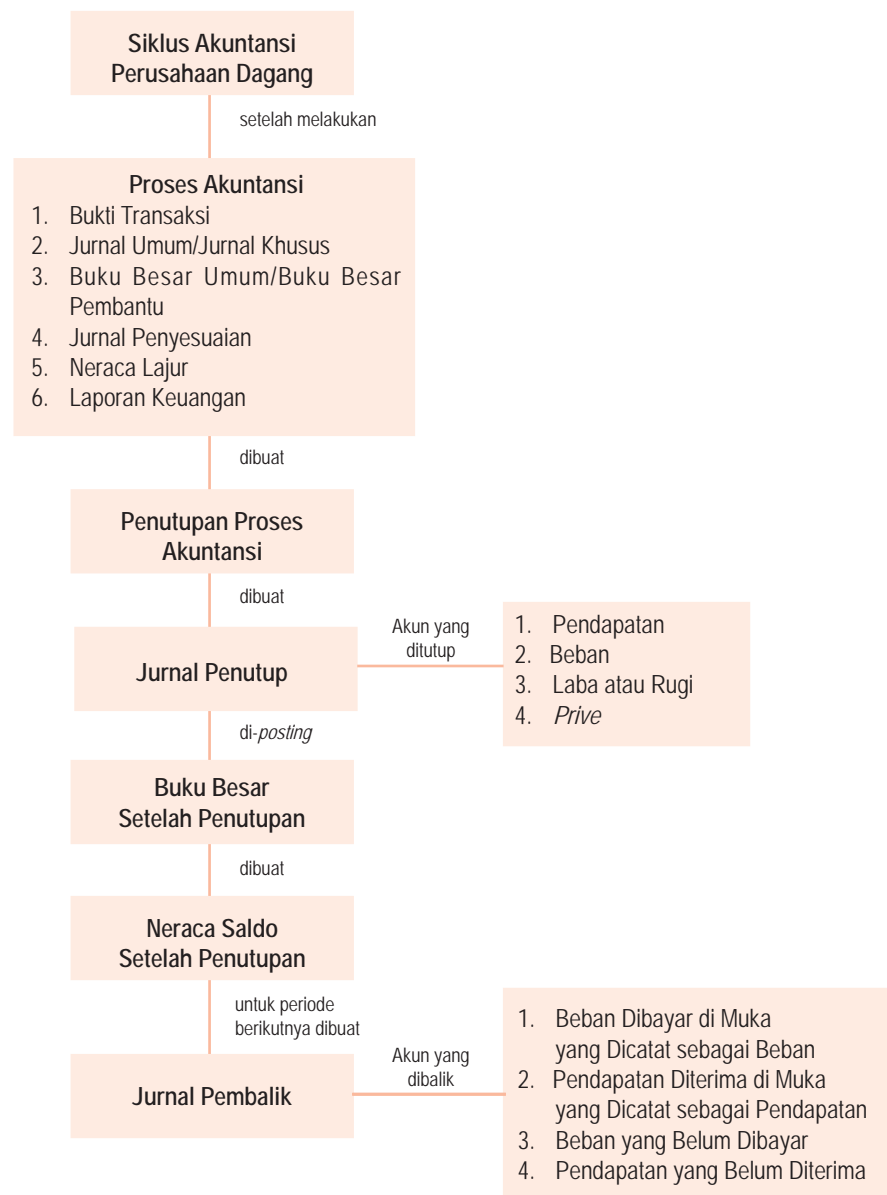 Siklus Akuntansi
Perusahaan Dagang
setelah melakukan
Proses Akuntansi
1. Bukti Transaksi
2. Jurnal Umum/Jurnal Khusus
3. Buku Besar Umum/Buku Besar
Pembantu
4. Jurnal Penyesuaian
5. Neraca Lajur
6. Laporan Keuangan
dibuat
Penutupan Proses
Akuntansi
dibuat
Jurnal Penutup
Akun yang
ditutup
1. Pendapatan
2. Beban
3. Laba atau Rugi
4. Prive
di-posting
Buku Besar
Setelah Penutupan
dibuat
Neraca Saldo
Setelah Penutupan
untuk periode
berikutnya dibuat
Jurnal Pembalik
Akun yang
dibalik
1. Beban Dibayar di Muka
yang Dicatat sebagai Beban
2. Pendapatan Diterima di Muka
yang Dicatat sebagai Pendapatan
3. Beban yang Belum Dibayar
4. Pendapatan yang Belum Diterima